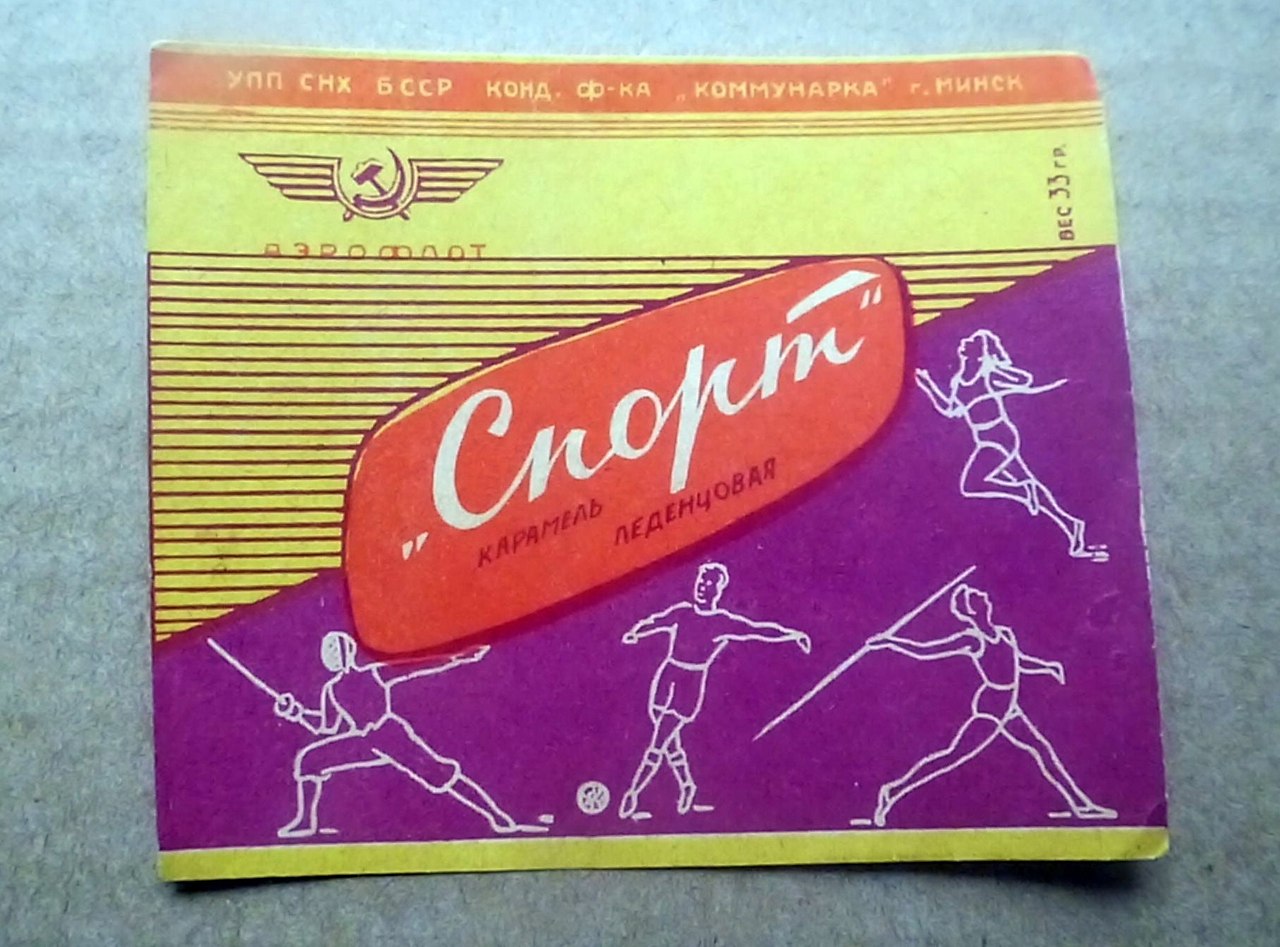 УПП СНХ БССР КОНД. Ф-КА „КОММУНАРКА" г. МИНСК
АЭРОФЛОТ
ВЕС 33 ГР.
„Спорт"
КАРАМЕЛЬ ЛЕДЕНЦОВАЯ